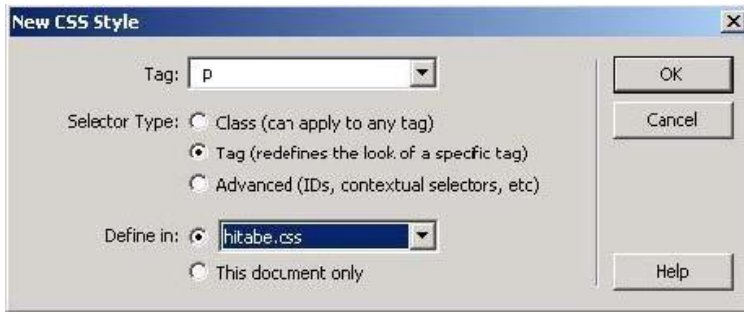 New CSS Style
Tag: p
OK
Selector Type: Class (can apply to any tag)
Cancel
Tag (redefines the look of a specific tag)
Advanced (IDs, contextual selectors, etc)
Define in: hitabe.css
This document only
Help